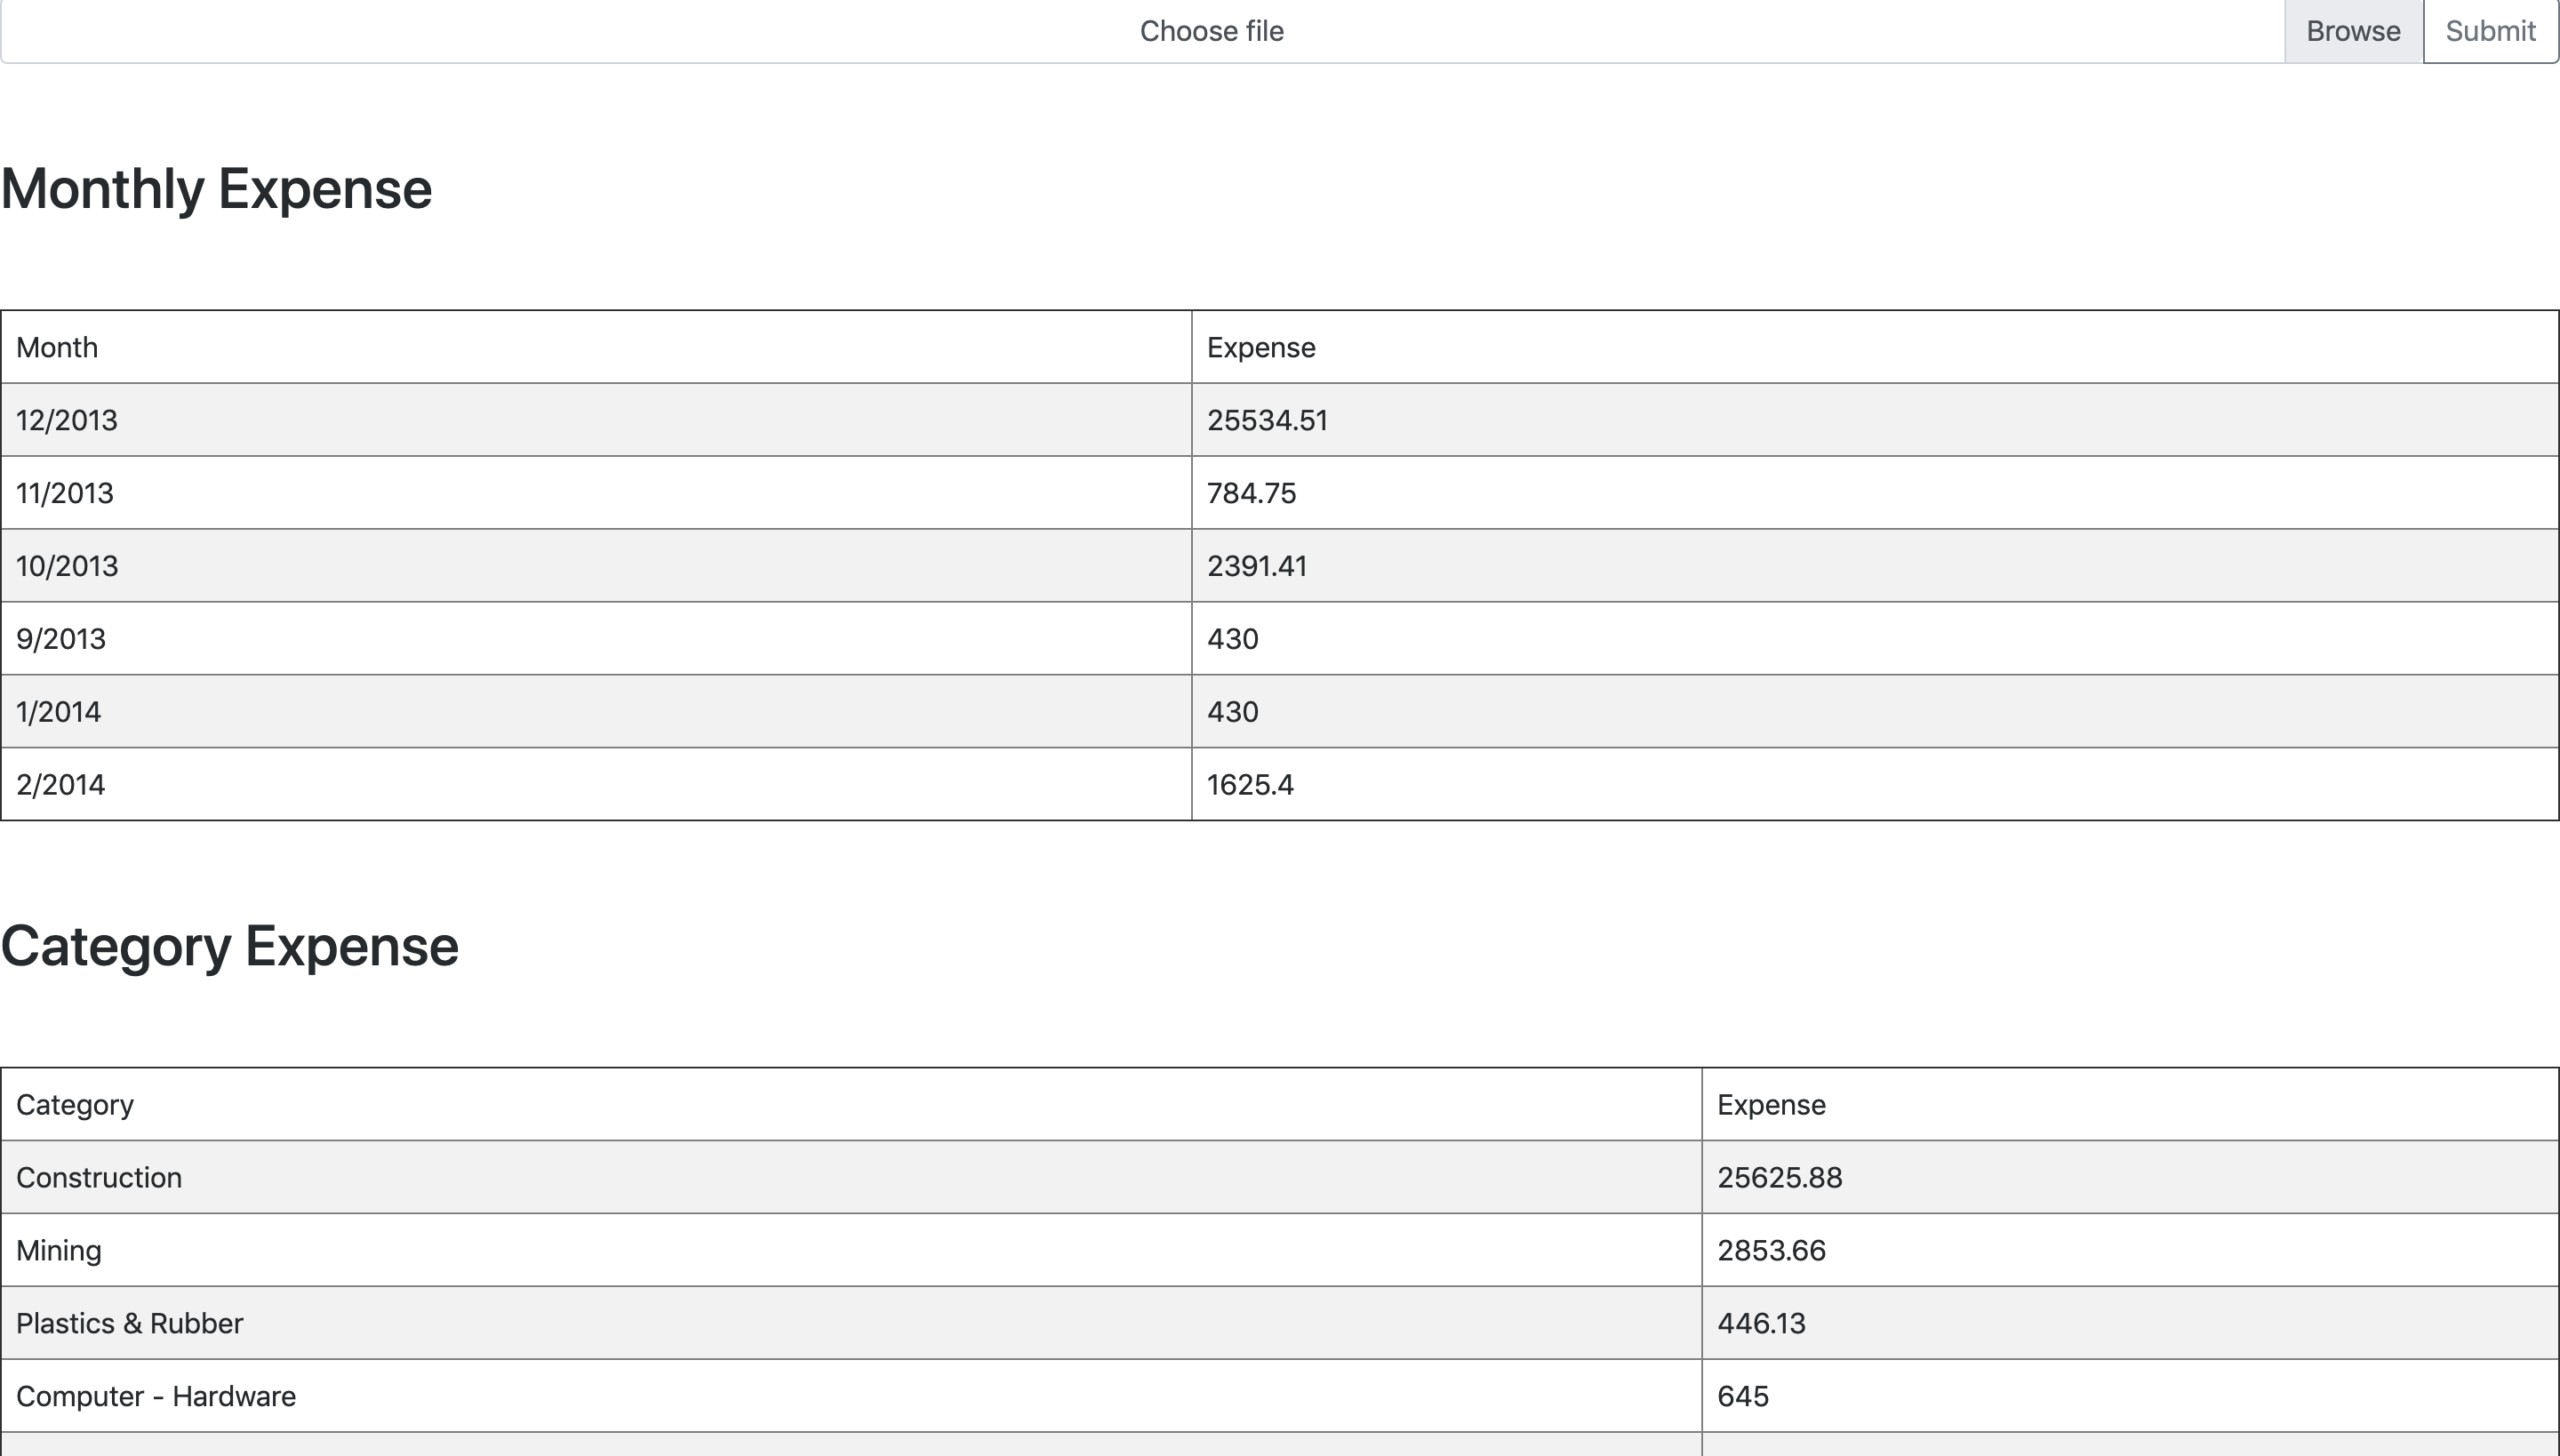 Choose file Browse Submit
Monthly Expense
Month Expense
12/2013 25534.51
11/2013 784.75
10/2013 2391.41
9/2013 430
1/2014 430
2/2014 1625.4
Category Expense
Category Expense
Construction 25625.88
Mining 2853.66
Plastics & Rubber 446.13
Computer - Hardware 645